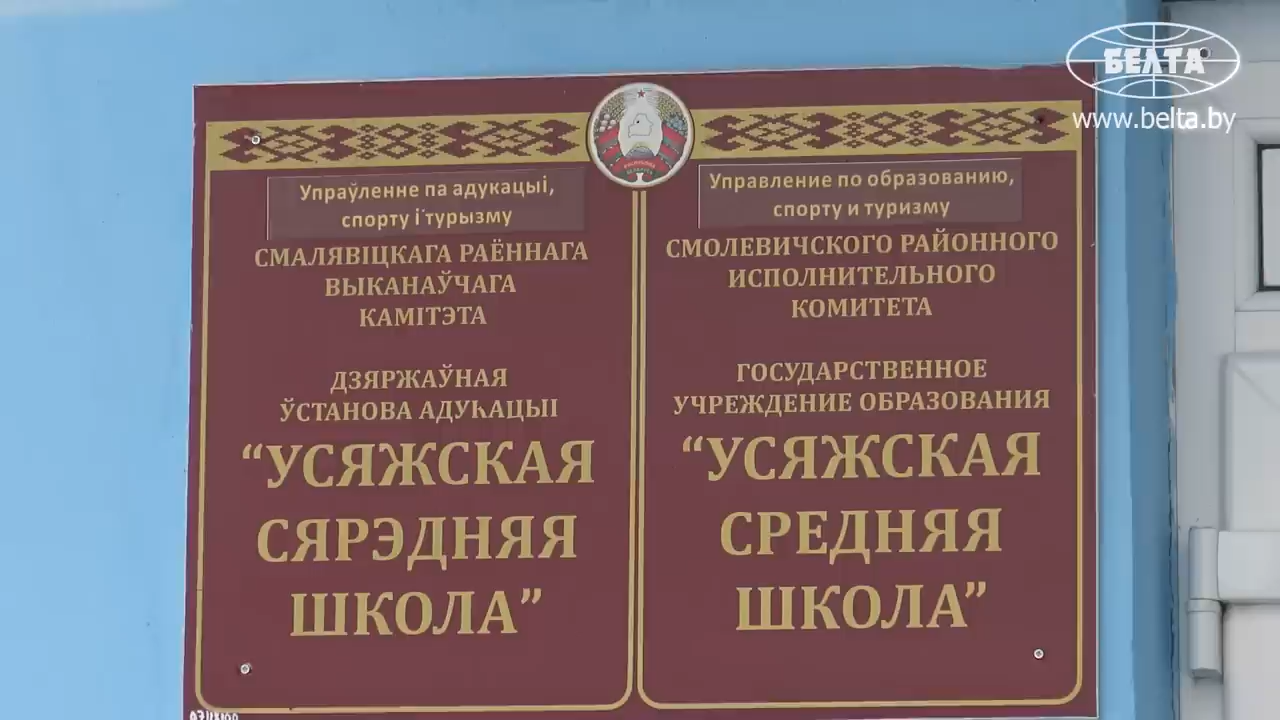 БЕЛТА
www.belta.by
Упраўленне па адукацыі,
спорту і турызму
СМАЛЯВІЦКАГА РАЁННАГА
ВЫКАНАЎЧАГА
КАМІТЭТА
ДЗЯРЖАЎНАЯ
ЎСТАНОВА АДУКАЦЫІ
“УСЯЖСКАЯ
СЯРЭДНЯЯ
ШКОЛА”
Управление по образованию,
спорту и туризму
СМОЛЕВИЧСКОГО РАЙОННОГО
ИСПОЛНИТЕЛЬНОГО
КОМИТЕТА
ГОСУДАРСТВЕННОЕ
УЧРЕЖДЕНИЕ ОБРАЗОВАНИЯ
“УСЯЖСКАЯ
СРЕДНЯЯ
ШКОЛА”